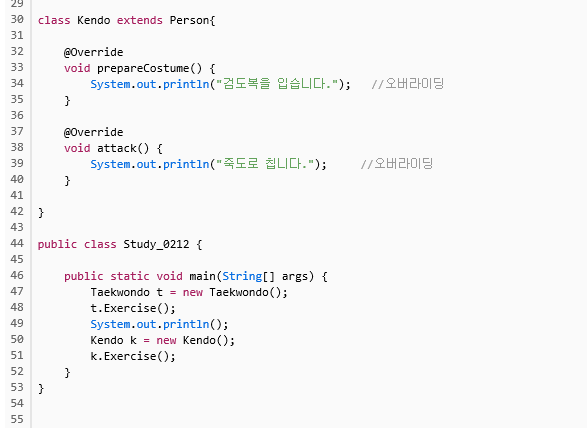 29
30 class Kendo extends Person{
31
32 @Override
33 void prepareCostume() {
34 System.out.println("검도복을 입습니다."); //오버라이딩
35 }
36
37 @Override
38 void attack() {
39 System.out.println("죽도로 칩니다."); //오버라이딩
40 }
41
42 }
43
44 public class Study_0212 {
45
46 public static void main(String[] args) {
47 Taekwondo t = new Taekwondo();
48 t.Exercise();
49 System.out.println();
50 Kendo k = new Kendo();
51 k.Exercise();
52 }
53 }
54
55